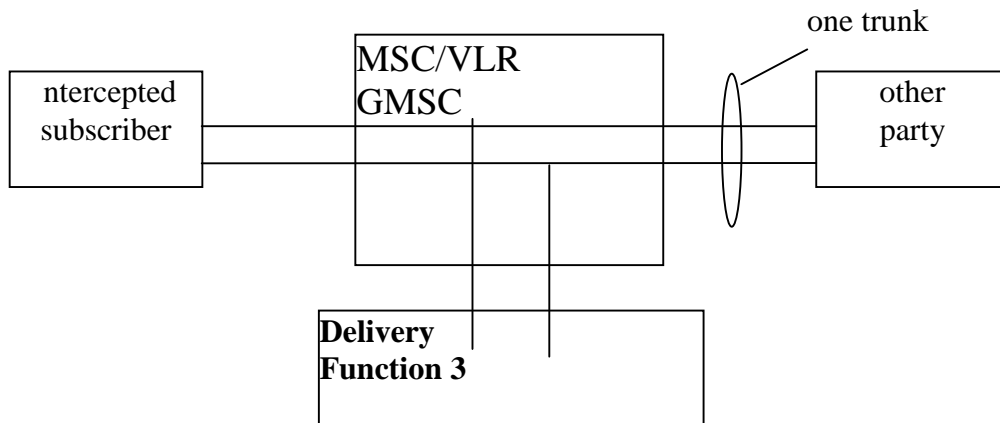 one trunk
MSC/VLR
GMSC
ntercepted
subscriber
other
party
Delivery
Function 3